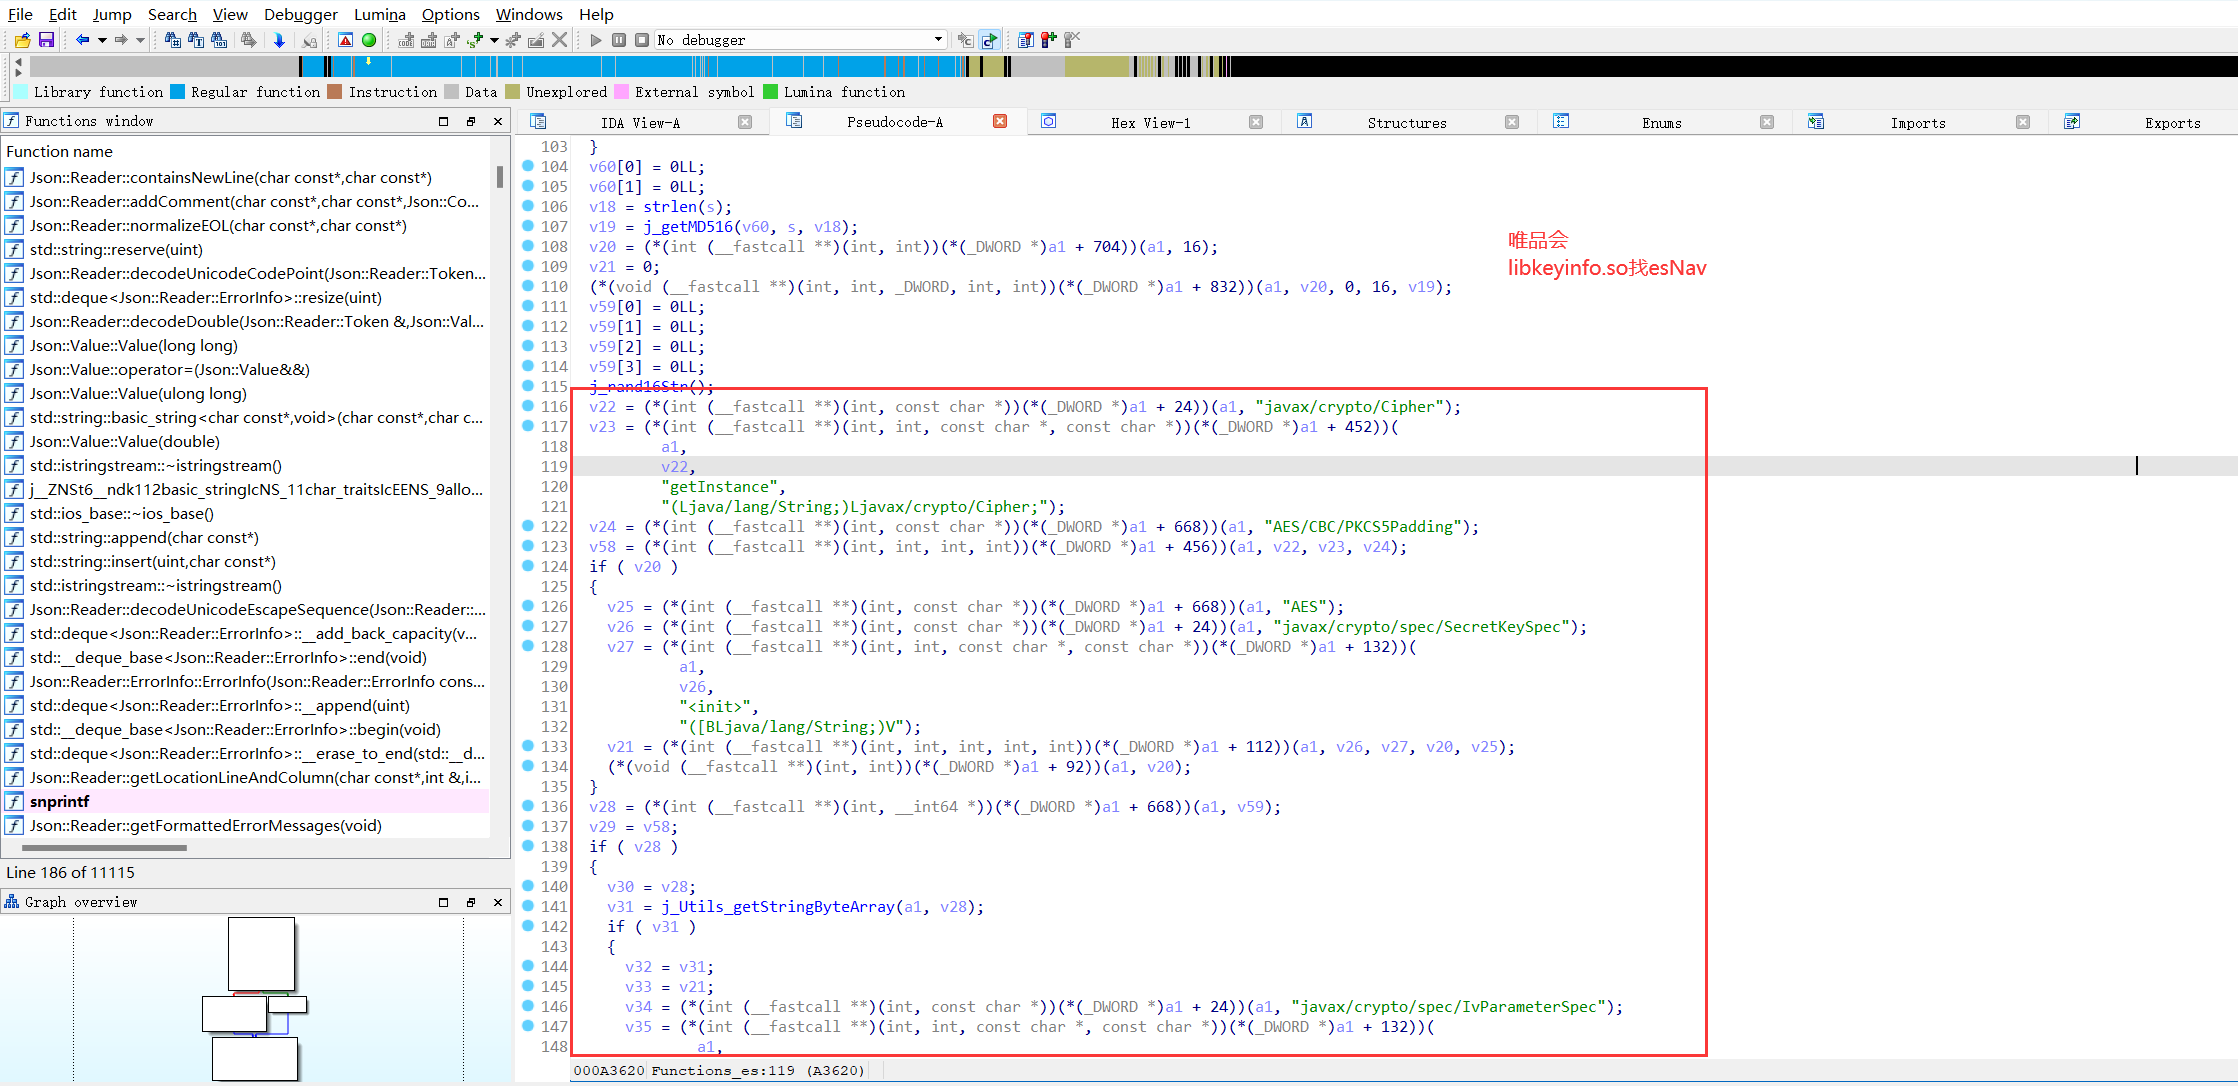 File Edit Jump Search View Debugger Lumina Options Windows Help
No debugger
Library function Regular function Instruction Data Unexplored External symbol Lumina function
Functions window
IDA View-A
Pseudocode-A
Hex View-1
Structures
Enums
Imports
Exports
Function name
Json::Reader::containsNewLine(char const*,char const*)
Json::Reader::addComment(char const*,char const*,Json::Co...
Json::Reader::normalizeEOL(char const*,char const*)
std::string::reserve(uint)
Json::Reader::decodeUnicodeCodePoint(Json::Reader::Token...
std::deque<Json::Reader::ErrorInfo>::resize(uint)
Json::Reader::decodeDouble(Json::Reader::Token &,Json::Val...
Json::Value::Value(long long)
Json::Value::operator=(Json::Value&&)
Json::Value::Value(ulong long)
std::string::basic_string<char const*,void>(char const*,char c...
Json::Value::Value(double)
std::istringstream::~istringstream()
j__ZNSt6__ndk112basic_stringIcNS_11char_traitsIcEENS_9allo...
std::ios_base::~ios_base()
std::string::append(char const*)
std::string::insert(uint,char const*)
std::istringstream::~istringstream()
Json::Reader::decodeUnicodeEscapeSequence(Json::Reader::...
std::deque<Json::Reader::ErrorInfo>::__add_back_capacity(v...
std::__deque_base<Json::Reader::ErrorInfo>::end(void)
Json::Reader::ErrorInfo::ErrorInfo(Json::Reader::ErrorInfo cons...
std::deque<Json::Reader::ErrorInfo>::__append(uint)
std::__deque_base<Json::Reader::ErrorInfo>::begin(void)
std::deque<Json::Reader::ErrorInfo>::__erase_to_end(std::__d...
Json::Reader::getLocationLineAndColumn(char const*,int &,i...
snprintf
Json::Reader::getFormattedErrorMessages(void)
Line 186 of 11115
Graph overview
103 }
104 v60[0] = 0LL;
105 v60[1] = 0LL;
106 v18 = strlen(s);
107 v19 = j_getMD516(v60, s, v18);
108 v20 = (*(int (__fastcall **)(int, int))(*(_DWORD *)a1 + 704))(a1, 16);
109 v21 = 0;
110 (*(void (__fastcall **)(int, int, _DWORD, int, int))(*(_DWORD *)a1 + 832))(a1, v20, 0, 16, v19);
111 v59[0] = 0LL;
112 v59[1] = 0LL;
113 v59[2] = 0LL;
114 v59[3] = 0LL;
115 j_rand16Str();
116 v22 = (*(int (__fastcall **)(int, const char *))(*(_DWORD *)a1 + 24))(a1, "javax/crypto/Cipher");
117 v23 = (*(int (__fastcall **)(int, int, const char *, const char *))(*(_DWORD *)a1 + 452))(
118 a1,
119 v22,
120 "getInstance",
121 "(Ljava/lang/String;)Ljavax/crypto/Cipher;");
122 v24 = (*(int (__fastcall **)(int, const char *))(*(_DWORD *)a1 + 668))(a1, "AES/CBC/PKCS5Padding");
123 v58 = (*(int (__fastcall **)(int, int, int, int))(*(_DWORD *)a1 + 456))(a1, v22, v23, v24);
124 if ( v20 )
125 {
126 v25 = (*(int (__fastcall **)(int, const char *))(*(_DWORD *)a1 + 668))(a1, "AES");
127 v26 = (*(int (__fastcall **)(int, const char *))(*(_DWORD *)a1 + 24))(a1, "javax/crypto/spec/SecretKeySpec");
128 v27 = (*(int (__fastcall **)(int, int, const char *, const char *))(*(_DWORD *)a1 + 132))(
129 a1,
130 v26,
131 "<init>",
132 "([BLjava/lang/String;)V");
133 v21 = (*(int (__fastcall **)(int, int, int, int, int))(*(_DWORD *)a1 + 112))(a1, v26, v27, v20, v25);
134 (*(void (__fastcall **)(int, int))(*(_DWORD *)a1 + 92))(a1, v20);
135 }
136 v28 = (*(int (__fastcall **)(int, __int64 *))(*(_DWORD *)a1 + 668))(a1, v59);
137 v29 = v58;
138 if ( v28 )
139 {
140 v30 = v28;
141 v31 = j_Utils_getStringByteArray(a1, v28);
142 if ( v31 )
143 {
144 v32 = v31;
145 v33 = v21;
146 v34 = (*(int (__fastcall **)(int, const char *))(*(_DWORD *)a1 + 24))(a1, "javax/crypto/spec/IvParameterSpec");
147 v35 = (*(int (__fastcall **)(int, int, const char *, const char *))(*(_DWORD *)a1 + 132))(
148 a1,
唯品会
libkeyinfo.so找esNav
000A3620 Functions_es:119 (A3620)